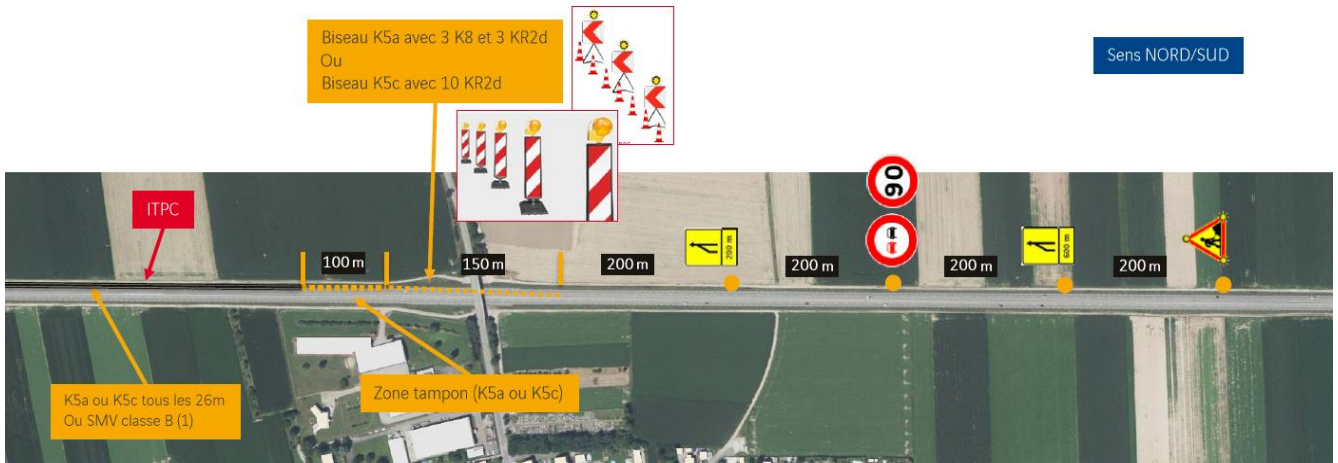 Biseau K5a avec 3 K8 et 3 KR2d
Ou
Biseau K5c avec 10 KR2d
Sens NORD/SUD
ITPC
90
100 m
150 m
200 m
200 m
200 m
200 m
600 m
200 m
K5a ou K5c tous les 26m
Ou SMV classe B (1)
Zone tampon (K5a ou K5c)